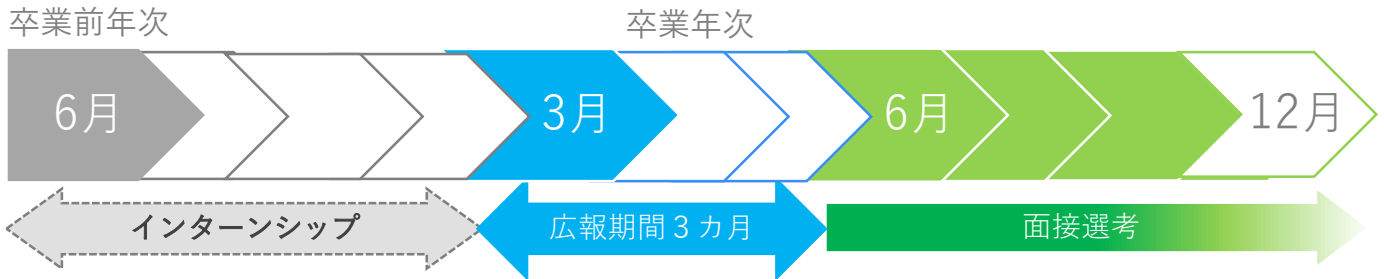 卒業前年次
卒業年次
6月
3月
6月
12月
インターンシップ
広報期間3カ月
面接選考